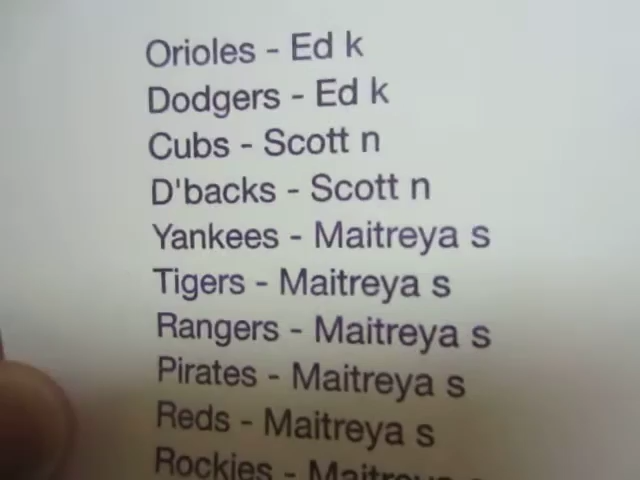 Orioles - Ed k
Dodgers - Ed k
Cubs - Scott n
D'backs - Scott n
Yankees - Maitreya s
Tigers - Maitreya s
Rangers - Maitreya s
Pirates - Maitreya s
Reds - Maitreya s
Rockies - Maitreya s